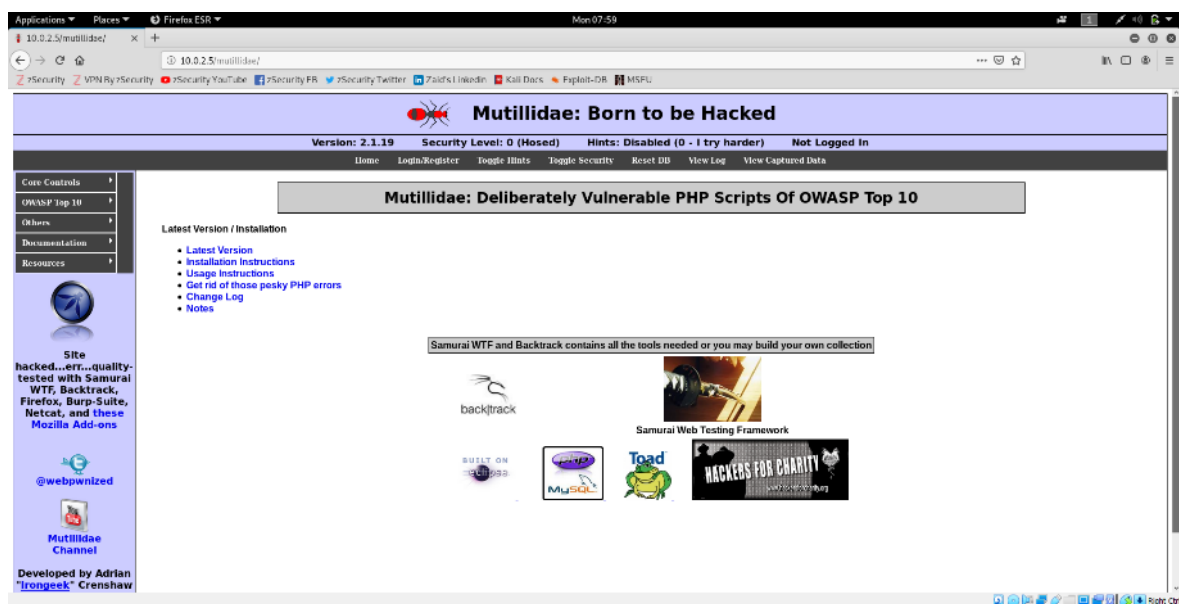 Applications Places Firefox ESR Mon 07:59 1
10.0.2.5/mutillidae/
10.0.2.5/mutillidae/
zSecurity VPN By zSecurity zSecurity YouTube zSecurity FB zSecurity Twitter Zaid's Linkedin Kali Docs Exploit-DB MSFU
Mutillidae: Born to be Hacked
Version: 2.1.19 Security Level: 0 (Hosed) Hints: Disabled (0 - I try harder) Not Logged In
Home Login/Register Toggle Hints Toggle Security Reset DB View Log View Captured Data
Core Controls
OWASP Top 10
Others
Documentation
Resources
Site
hacked...err...quality-
tested with Samurai
WTF, Backtrack,
Firefox, Burp-Suite,
Netcat, and these
Mozilla Add-ons
@webpwnized
Mutillidae
Channel
Developed by Adrian
"Irongeek" Crenshaw
Mutillidae: Deliberately Vulnerable PHP Scripts Of OWASP Top 10
Latest Version / Installation
Latest Version
Installation Instructions
Usage Instructions
Get rid of those pesky PHP errors
Change Log
Notes
Samurai WTF and Backtrack contains all the tools needed or you may build your own collection
back|track
Samurai Web Testing Framework
BUILT ON
eclipse
php
MySQL
Toad
HACKERS FOR CHARITY
Right Ctrl